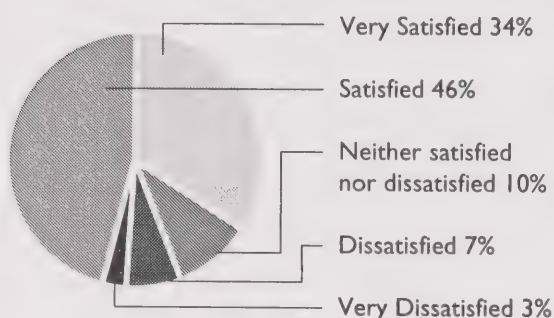 Very Satisfied 34%
Satisfied 46%
Neither satisfied
nor dissatisfied 10%
Dissatisfied 7%
Very Dissatisfied 3%